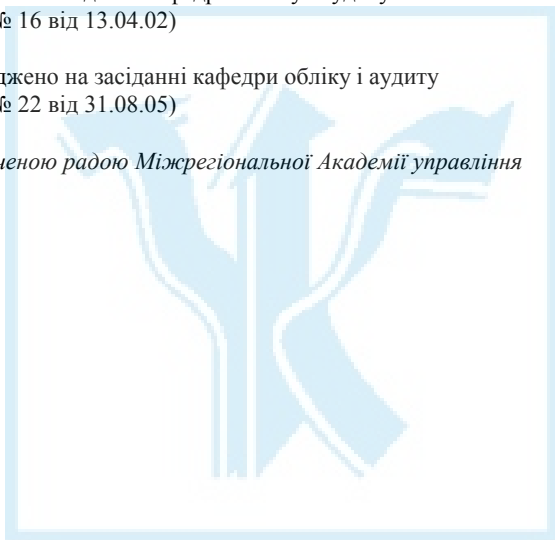 № 16 від 13.04.02)
джено на засіданні кафедри обліку і аудиту
№ 22 від 31.08.05)
ченою радою Міжрегіональної Академії управління